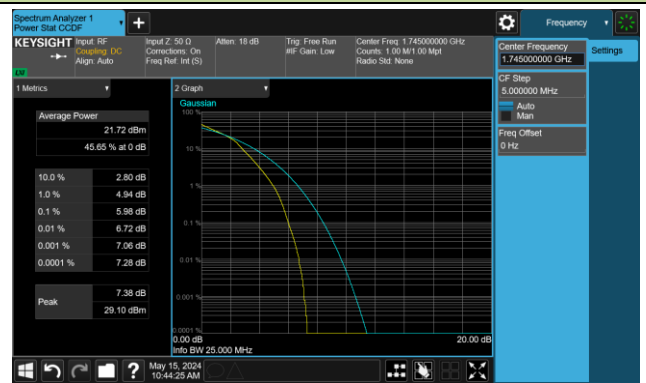 Spectrum Analyzer 1
Power Stat CCDF
Frequency
KEYSIGHT
Input: RF
Coupling: DC
Align: Auto
Input Z: 50 Ω
Corrections: On
Freq Ref: Int (S)
Atten: 18 dB
Trig: Free Run
#IF Gain: Low
Center Freq: 1.745000000 GHz
Counts: 1.00 M/1.00 Mpt
Radio Std: None
Center Frequency
1.745000000 GHz
Settings
CF Step
5.000000 MHz
Auto
Man
Freq Offset
0 Hz
1 Metrics
Average Power
21.72 dBm
45.65 % at 0 dB
10.0 % 2.80 dB
1.0 % 4.94 dB
0.1 % 5.98 dB
0.01 % 6.72 dB
0.001 % 7.06 dB
0.0001 % 7.28 dB
Peak 7.38 dB
29.10 dBm
2 Graph
Gaussian
100 %
10 %
1 %
0.1 %
0.01 %
0.001 %
0.0001 %
0.00 dB 20.00 dB
Info BW 25.000 MHz
? May 15, 2024
10:44:25 AM